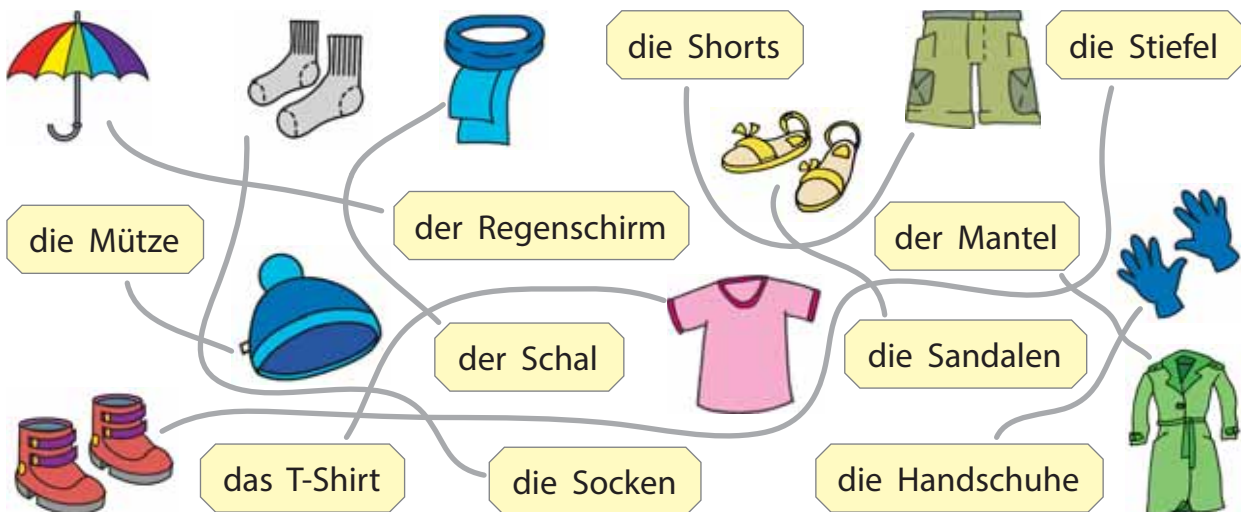 die Shorts
die Stiefel
die Mütze
der Regenschirm
der Mantel
der Schal
die Sandalen
das T-Shirt
die Socken
die Handschuhe